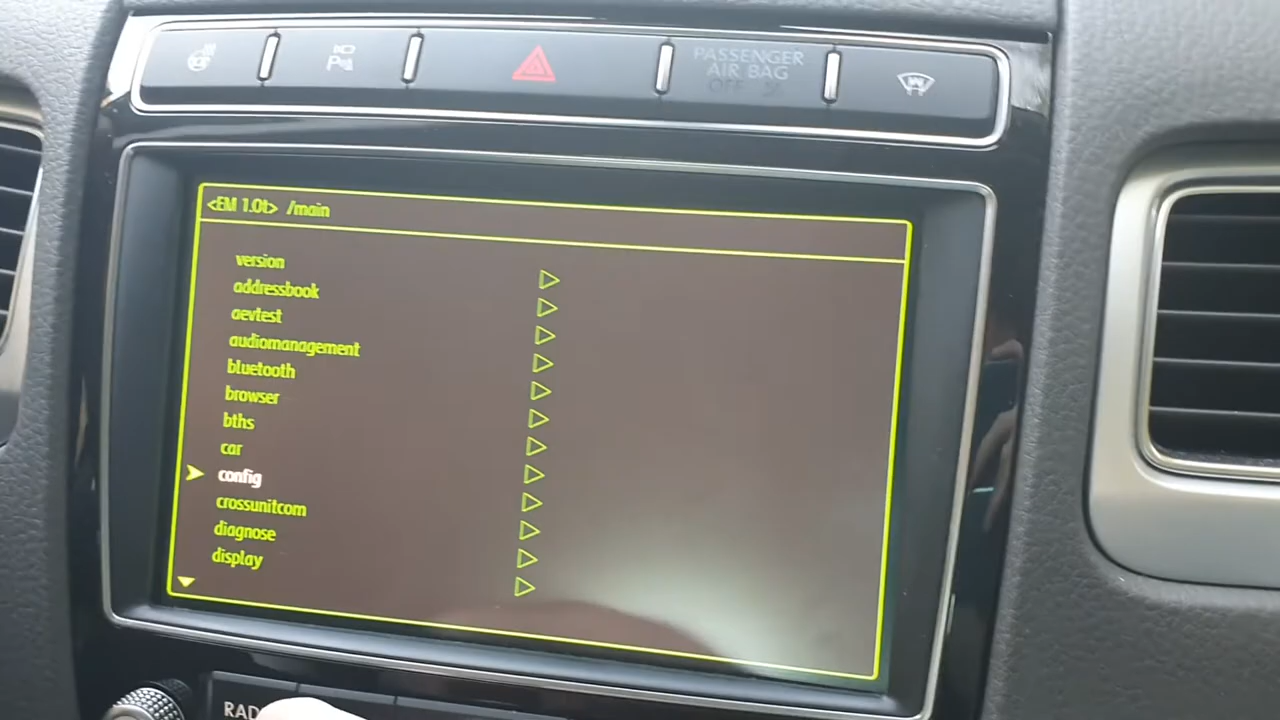 PASSENGER
AIR BAG
OFF
<EM 1.0t> /main
version
addressbook
aevtest
audiomanagement
bluetooth
browser
bths
car
config
crossunitcom
diagnose
display
RAD